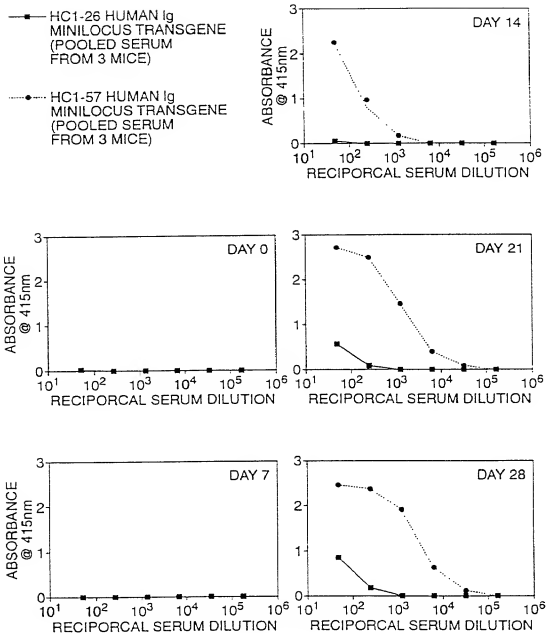 HC1-26 HUMAN Ig
MINILOCUS TRANSGENE
(POOLED SERUM
FROM 3 MICE)
HC1-57 HUMAN Ig
MINILOCUS TRANSGENE
(POOLED SERUM
FROM 3 MICE)
DAY 14
ABSORBANCE
@ 415nm
3
2
1
0
10¹ 10² 10³ 10⁴ 10⁵ 10⁶
RECIPORCAL SERUM DILUTION
DAY 0
ABSORBANCE
@ 415nm
3
2
1
0
10¹ 10² 10³ 10⁴ 10⁵ 10⁶
RECIPORCAL SERUM DILUTION
DAY 21
3
2
1
0
10¹ 10² 10³ 10⁴ 10⁵ 10⁶
RECIPORCAL SERUM DILUTION
DAY 7
ABSORBANCE
@ 415nm
3
2
1
0
10¹ 10² 10³ 10⁴ 10⁵ 10⁶
RECIPORCAL SERUM DILUTION
DAY 28
3
2
1
0
10¹ 10² 10³ 10⁴ 10⁵ 10⁶
RECIPORCAL SERUM DILUTION